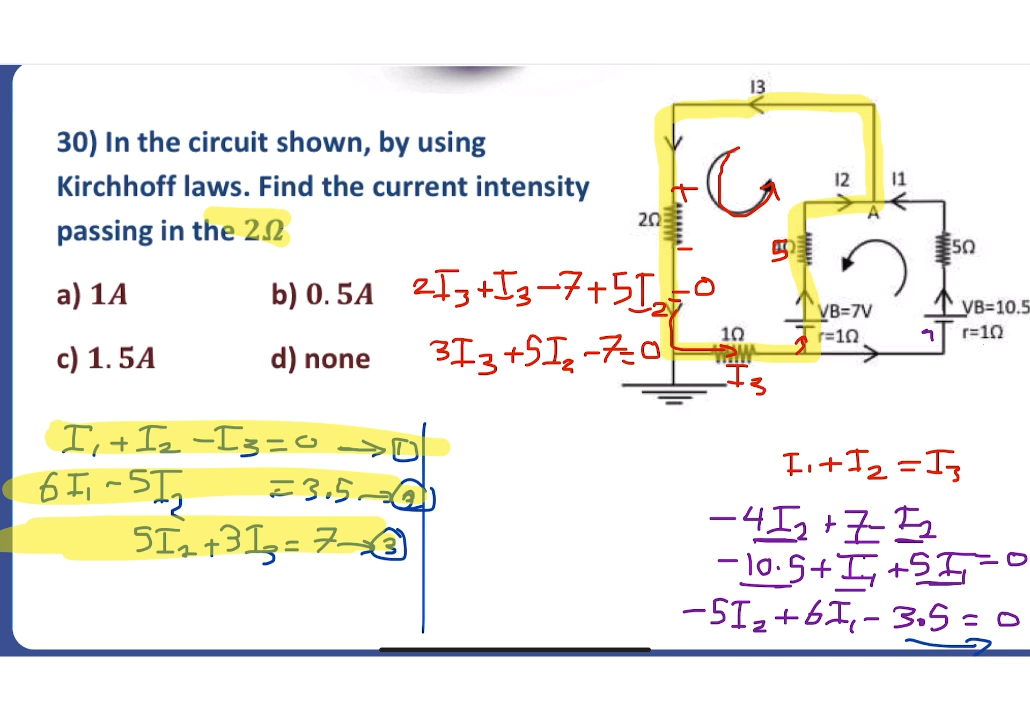 30) In the circuit shown, by using
Kirchhoff laws. Find the current intensity
passing in the 2Ω
a) 1A
b) 0.5A
c) 1.5A
d) none
I3
I2
I1
A
2Ω
5
5Ω
VB=7V
r=1Ω
VB=10.5
r=1Ω
1Ω
I₃
+
-
2I₃+I₃-7+5I₂=0
3I₃+5I₂-7=0
I₁+I₂-I₃=0 → 1
6I₁-5I₂ =3.5 → 2
5I₂+3I₃=7 → 3
I₁+I₂=I₃
-4I₂+7-I₂
-10.5+I₁+5I₁=0
-5I₂+6I₁-3.5=0